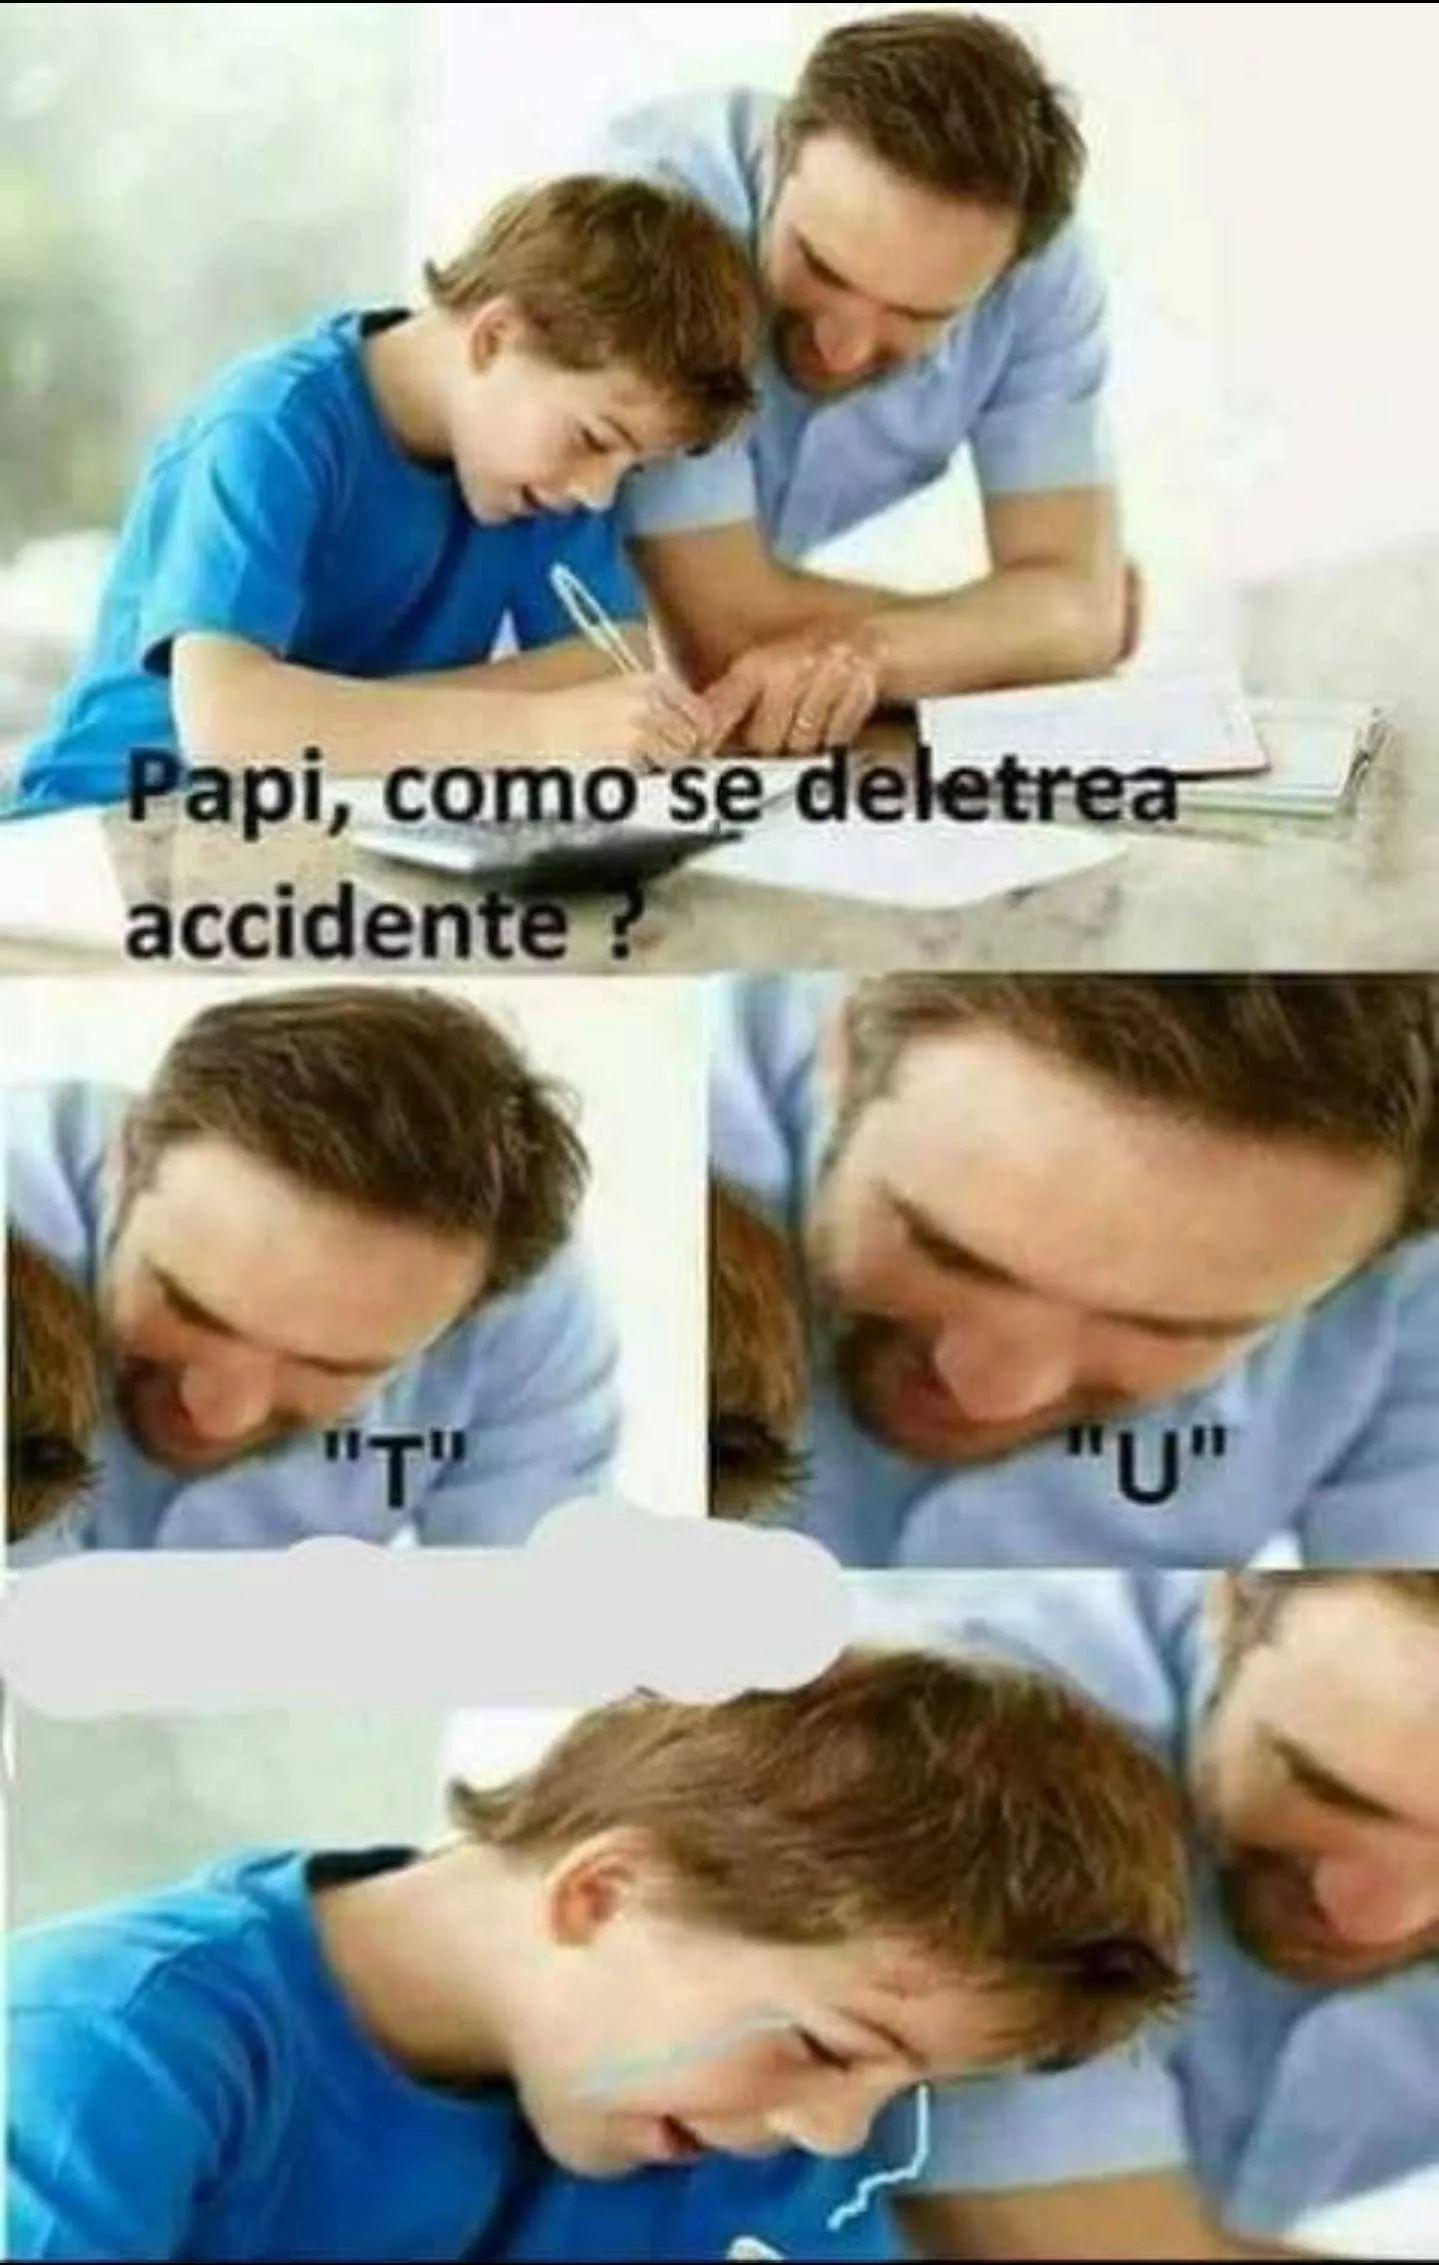 Papi, como se deletrea
accidente ?
"T"
"U"